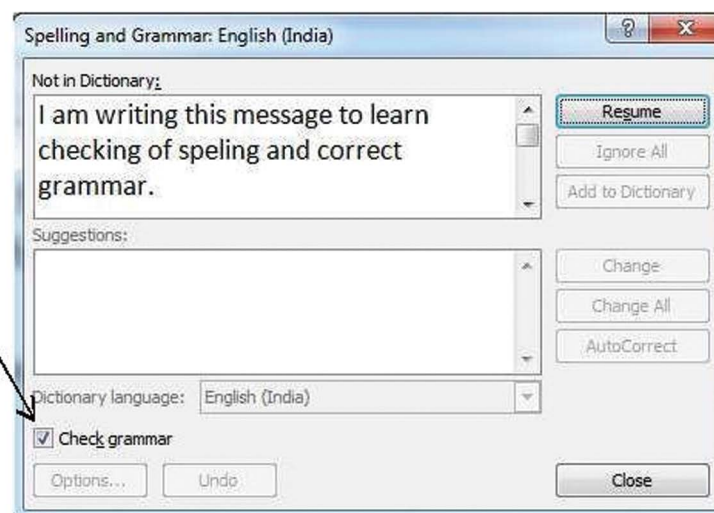 Spelling and Grammar: English (India)
Not in Dictionary:
I am writing this message to learn
checking of speling and correct
grammar.
Resume
Ignore All
Add to Dictionary
Suggestions:
Change
Change All
AutoCorrect
Dictionary language: English (India)
Check grammar
Options... Undo Close